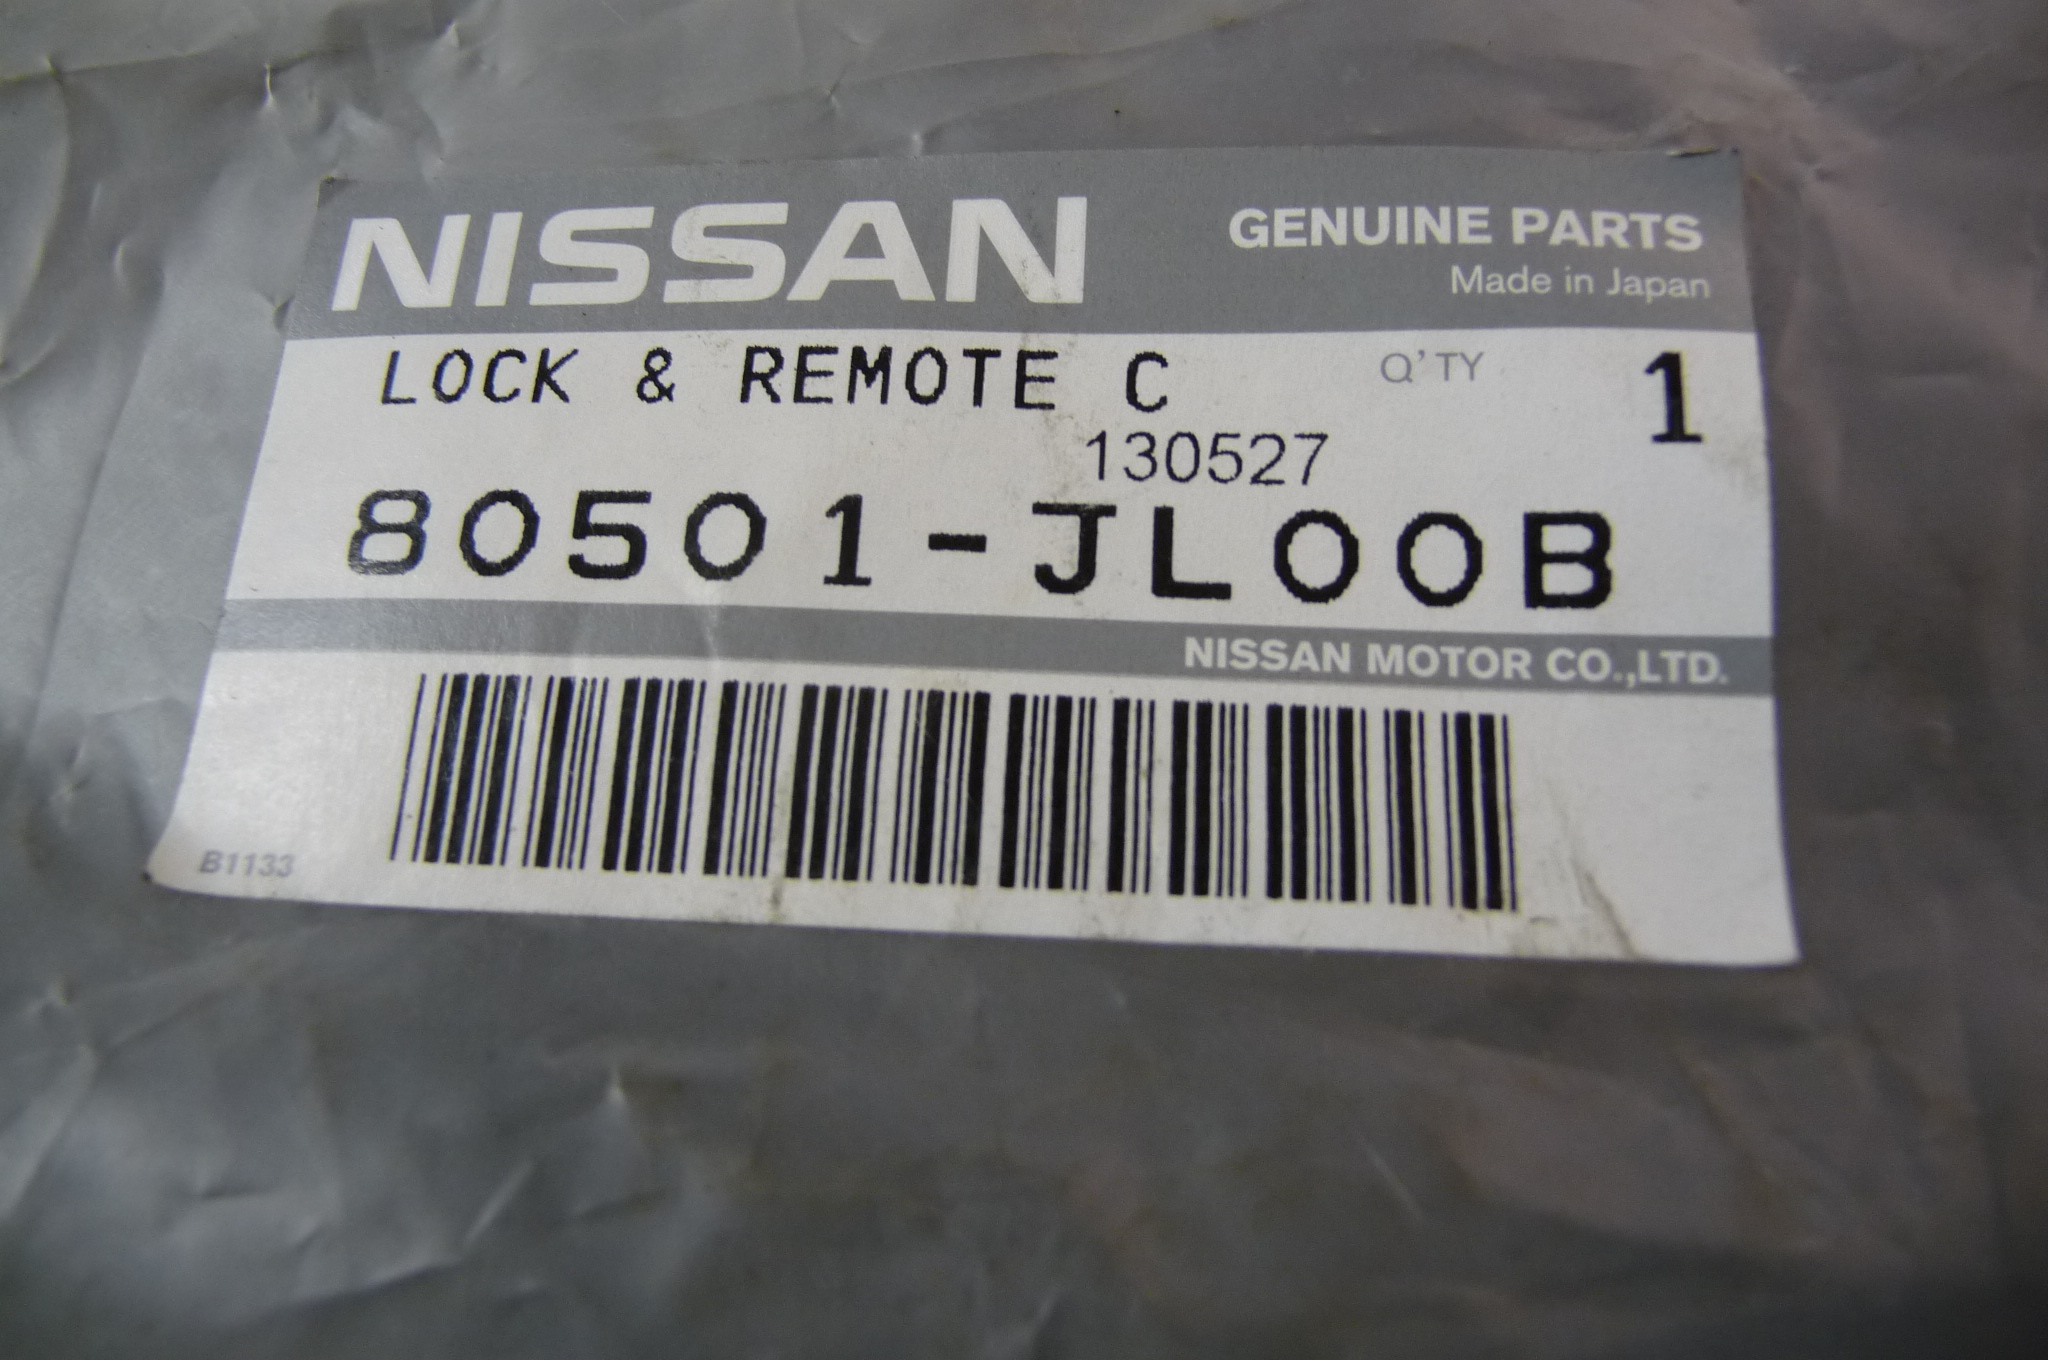 NISSAN
GENUINE PARTS
Made in Japan
LOCK & REMOTE C
Q'TY 1
130527
80501-JL00B
NISSAN MOTOR CO.,LTD.
B1133